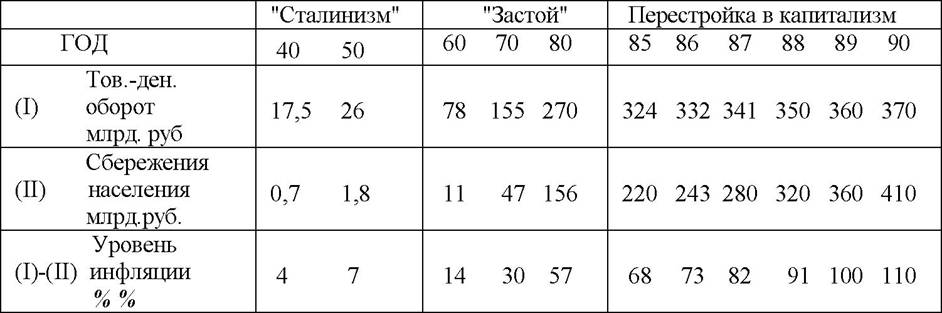 "Сталинизм" "Застой" Перестройка в капитализм
ГОД 40 50 60 70 80 85 86 87 88 89 90
Тов.-ден.
(I) оборот 17,5 26 78 155 270 324 332 341 350 360 370
млрд. руб
Сбережения
(II) населения 0,7 1,8 11 47 156 220 243 280 320 360 410
млрд.руб.
Уровень
(I)-(II) инфляции 4 7 14 30 57 68 73 82 91 100 110
% %